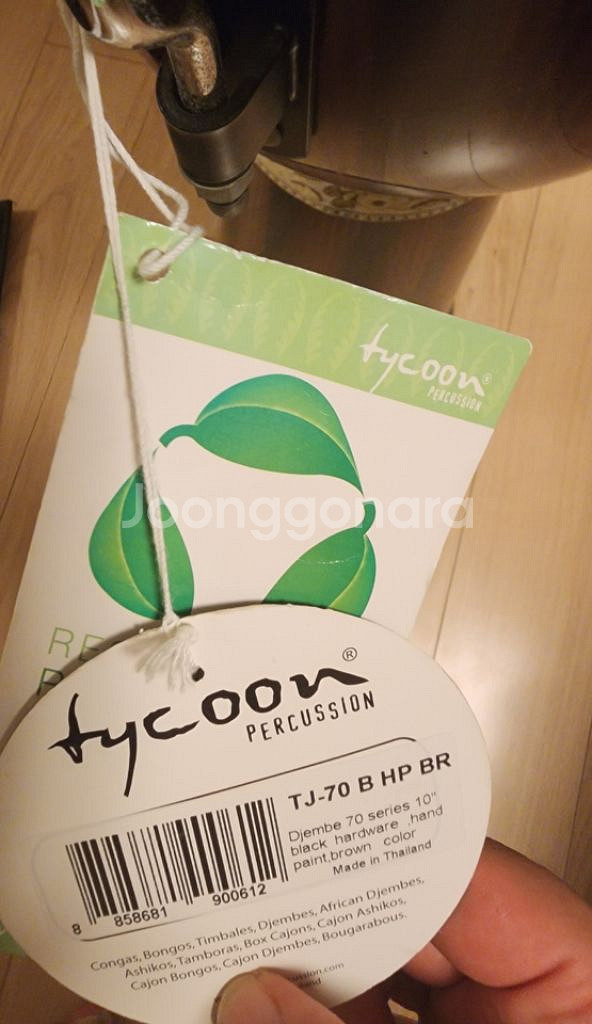 tycoon®
PERCUSSION
Joonggonara
RE
tycoon®
PERCUSSION
TJ-70 B HP BR
Djembe 70 series 10"
black hardware ,hand
paint,brown color
Made in Thailand
8 858681 900612
Congas, Bongos, Timbales, Djembes, African Djembes,
Ashikos, Tamboras, Box Cajons, Cajon Ashikos,
Cajon Bongos, Cajon Djembes, Bougarabous.